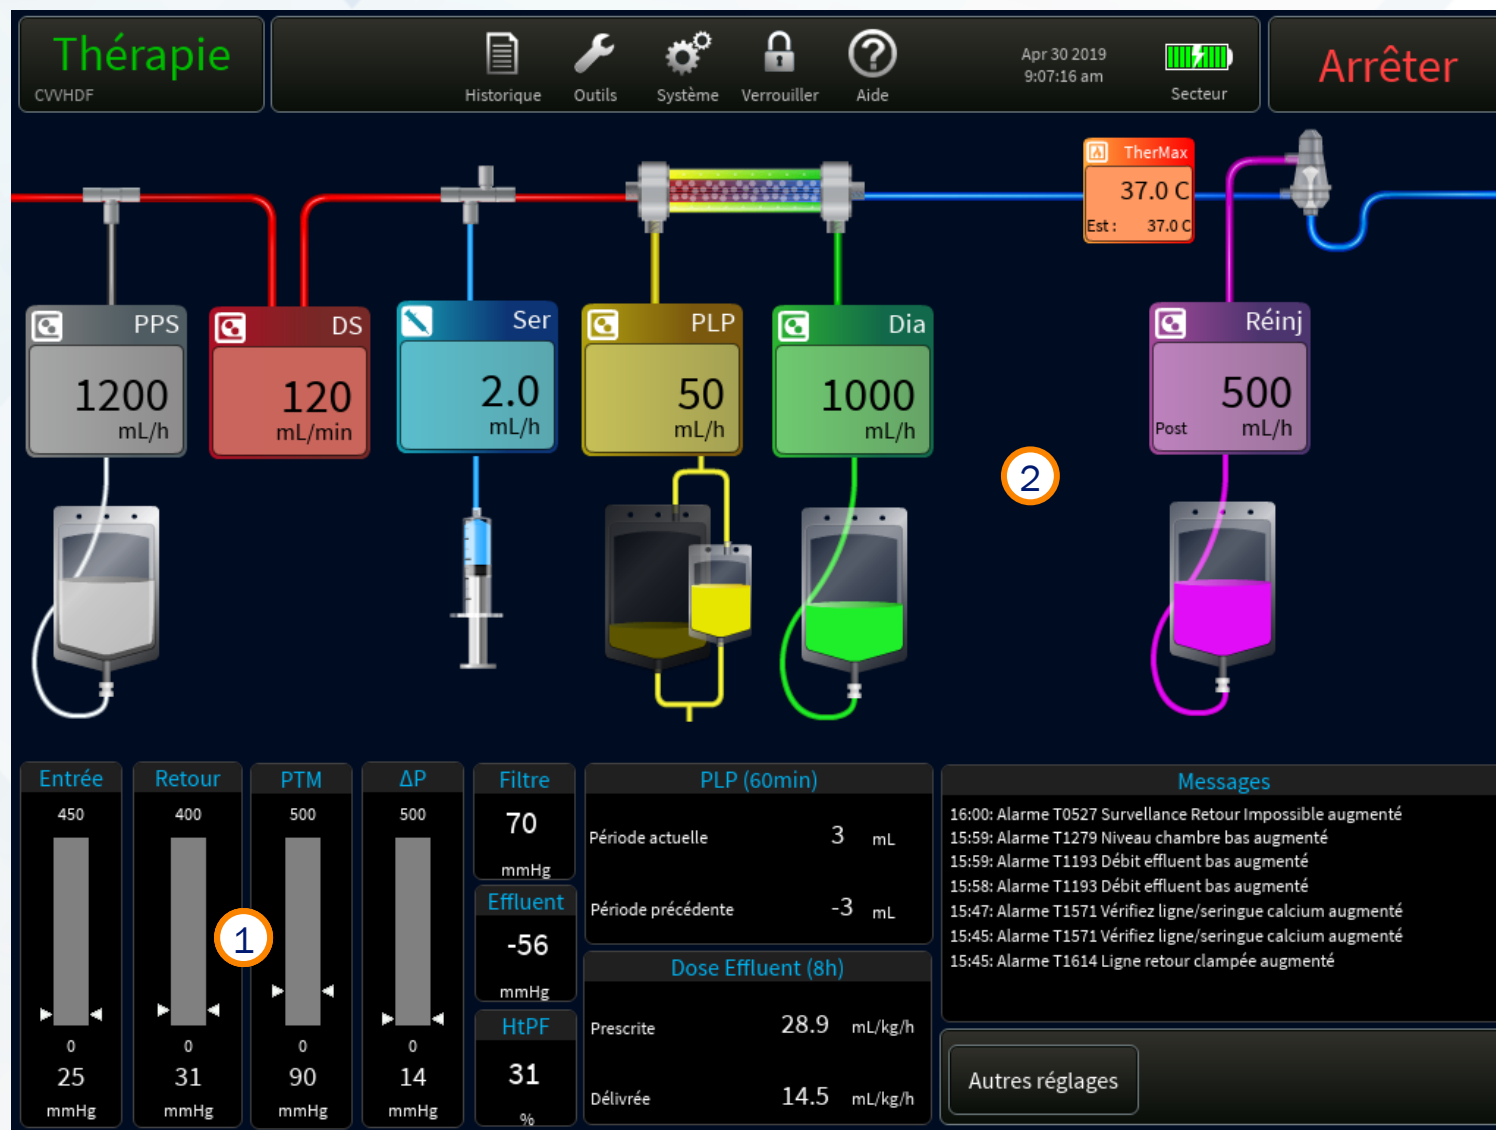 Thérapie
CVVHDF
Historique
Outils
Système
Verrouiller
Aide
Apr 30 2019
9:07:16 am
Secteur
Arrêter
TherMax
37.0 C
Est : 37.0 C
PPS
1200
mL/h
DS
120
mL/min
Ser
2.0
mL/h
PLP
50
mL/h
Dia
1000
mL/h
Réinj
500
Post mL/h
2
Entrée
450
0
25
mmHg
Retour
400
0
31
mmHg
1
PTM
500
0
90
mmHg
ΔP
500
0
14
mmHg
Filtre
70
mmHg
Effluent
-56
mmHg
HtPF
31
%
PLP (60min)
Période actuelle 3 mL
Période précédente -3 mL
Dose Effluent (8h)
Prescrite 28.9 mL/kg/h
Délivrée 14.5 mL/kg/h
Messages
16:00: Alarme T0527 Survellance Retour Impossible augmenté
15:59: Alarme T1279 Niveau chambre bas augmenté
15:59: Alarme T1193 Débit effluent bas augmenté
15:58: Alarme T1193 Débit effluent bas augmenté
15:47: Alarme T1571 Vérifiez ligne/seringue calcium augmenté
15:45: Alarme T1571 Vérifiez ligne/seringue calcium augmenté
15:45: Alarme T1614 Ligne retour clampée augmenté
Autres réglages